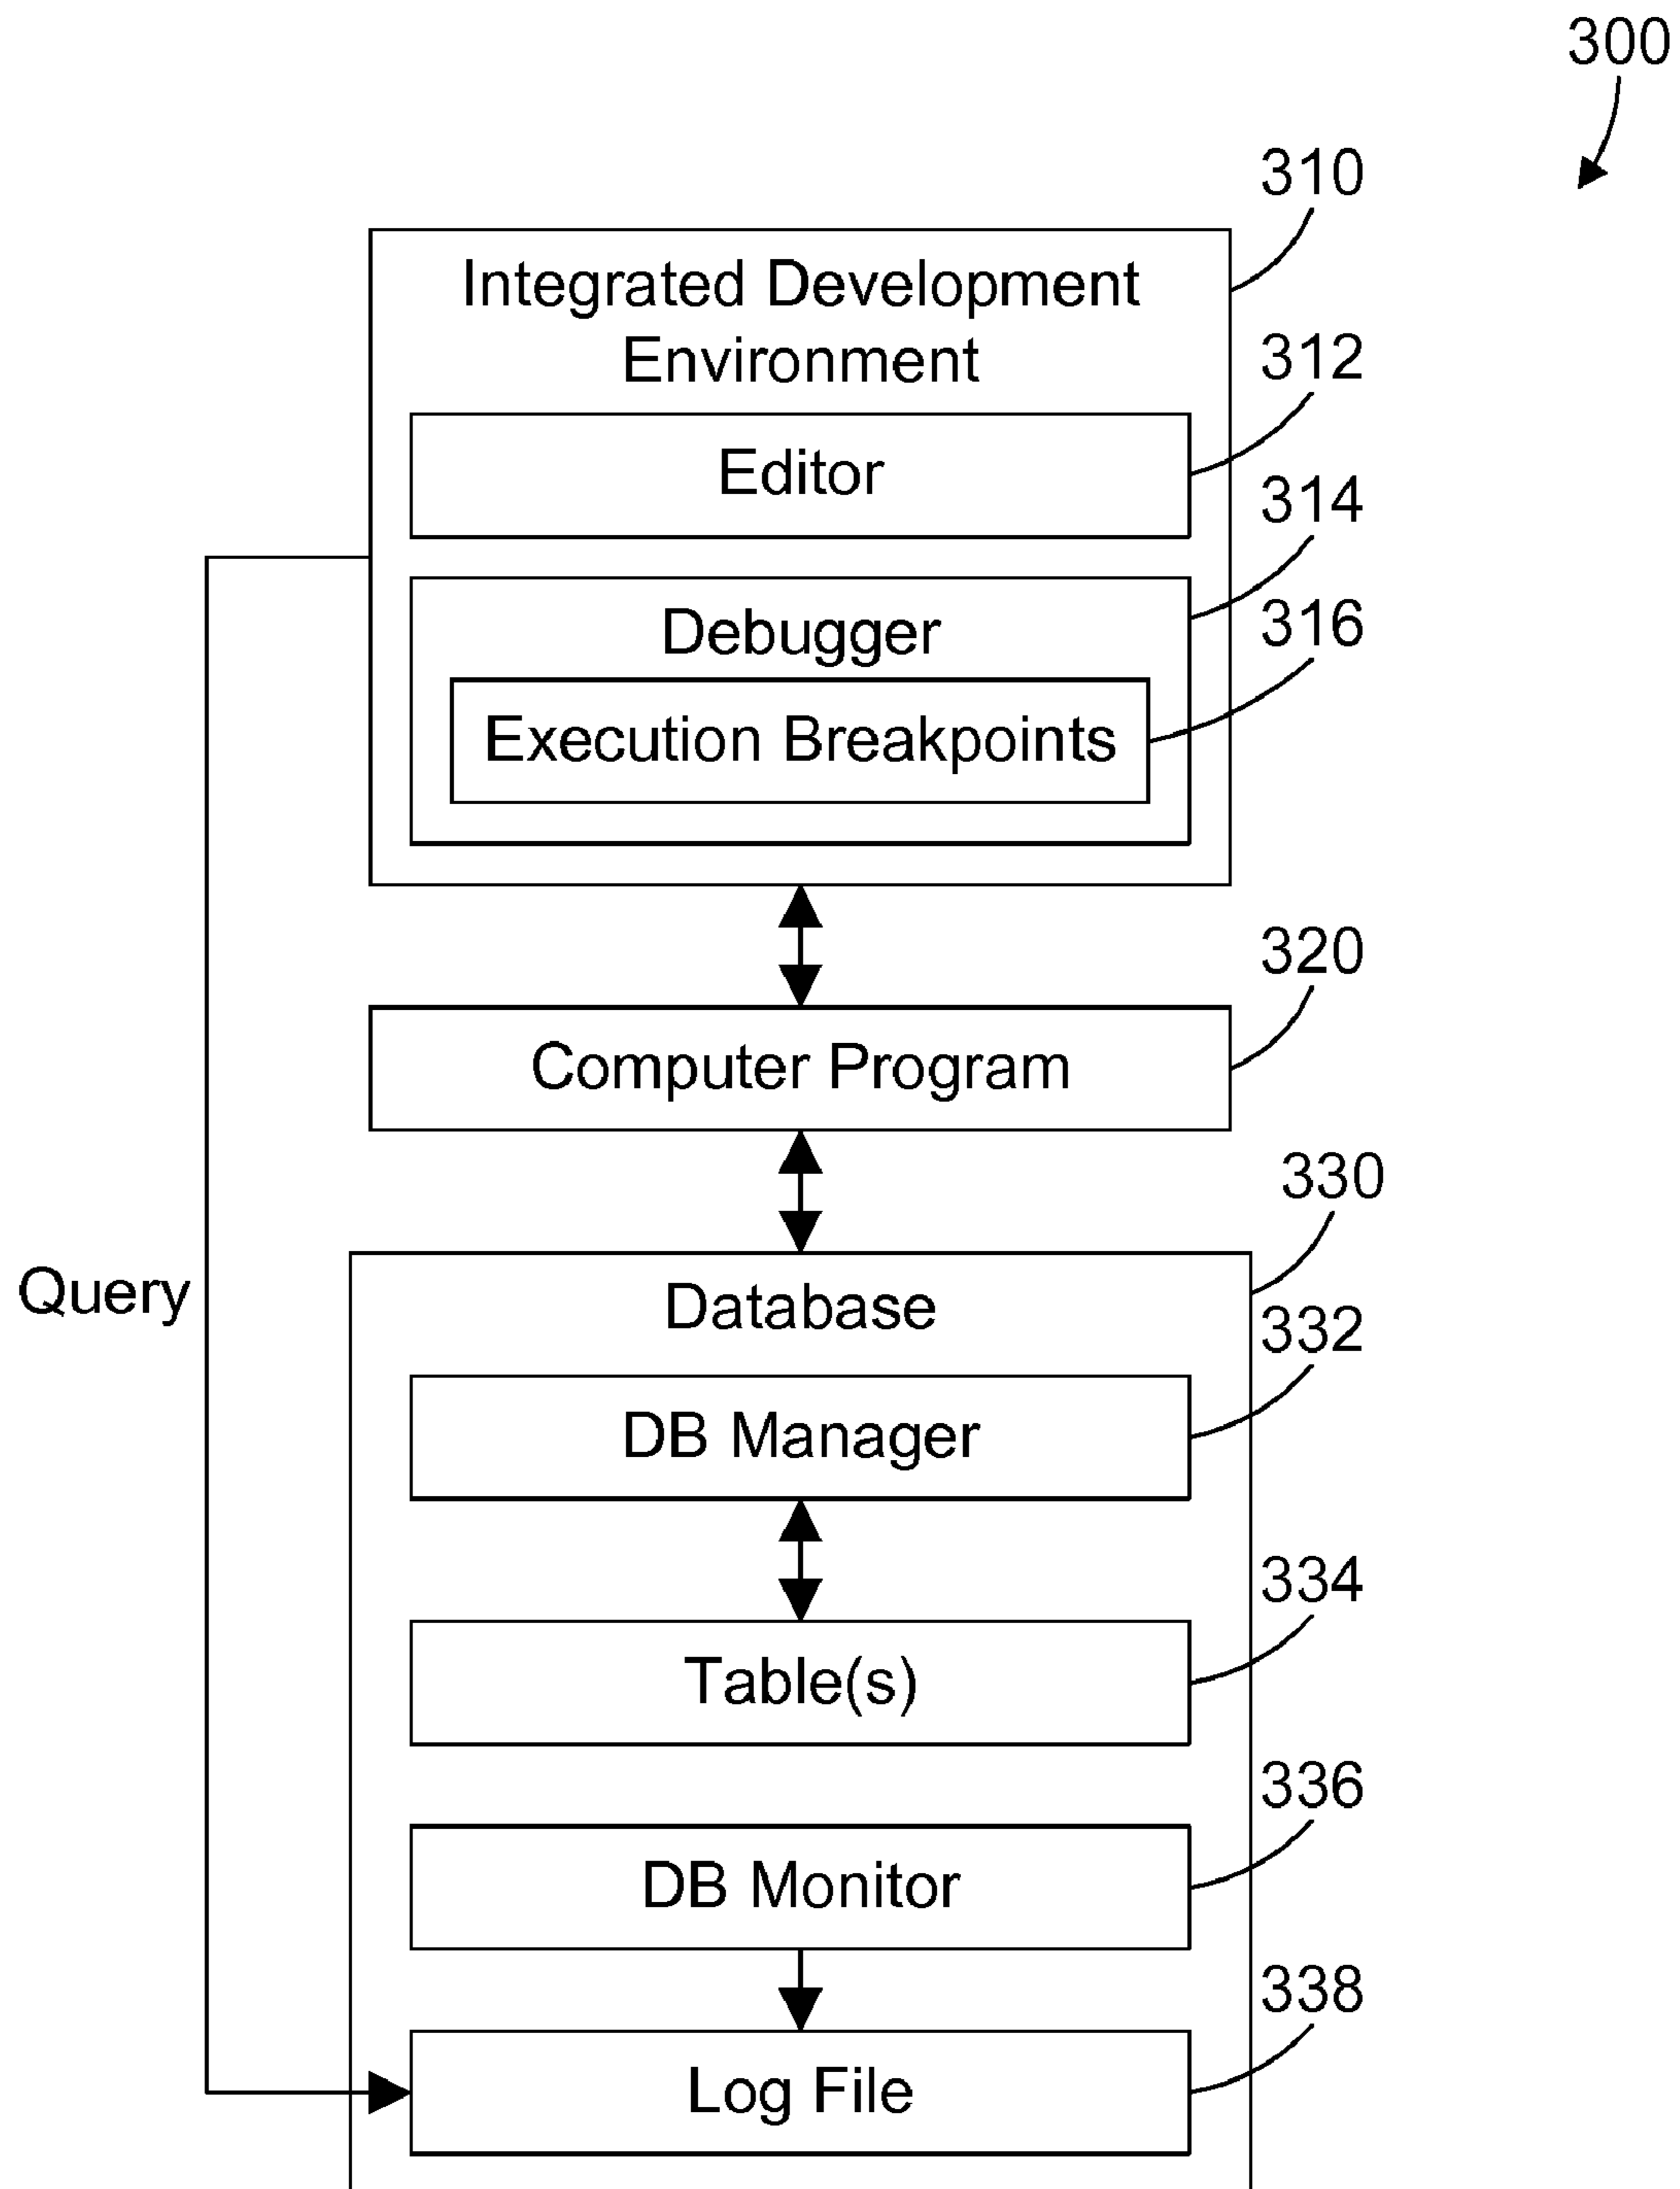 300
310
Integrated Development
Environment
312
Editor
314
Debugger
316
Execution Breakpoints
320
Computer Program
330
Query
Database
332
DB Manager
334
Table(s)
336
DB Monitor
338
Log File